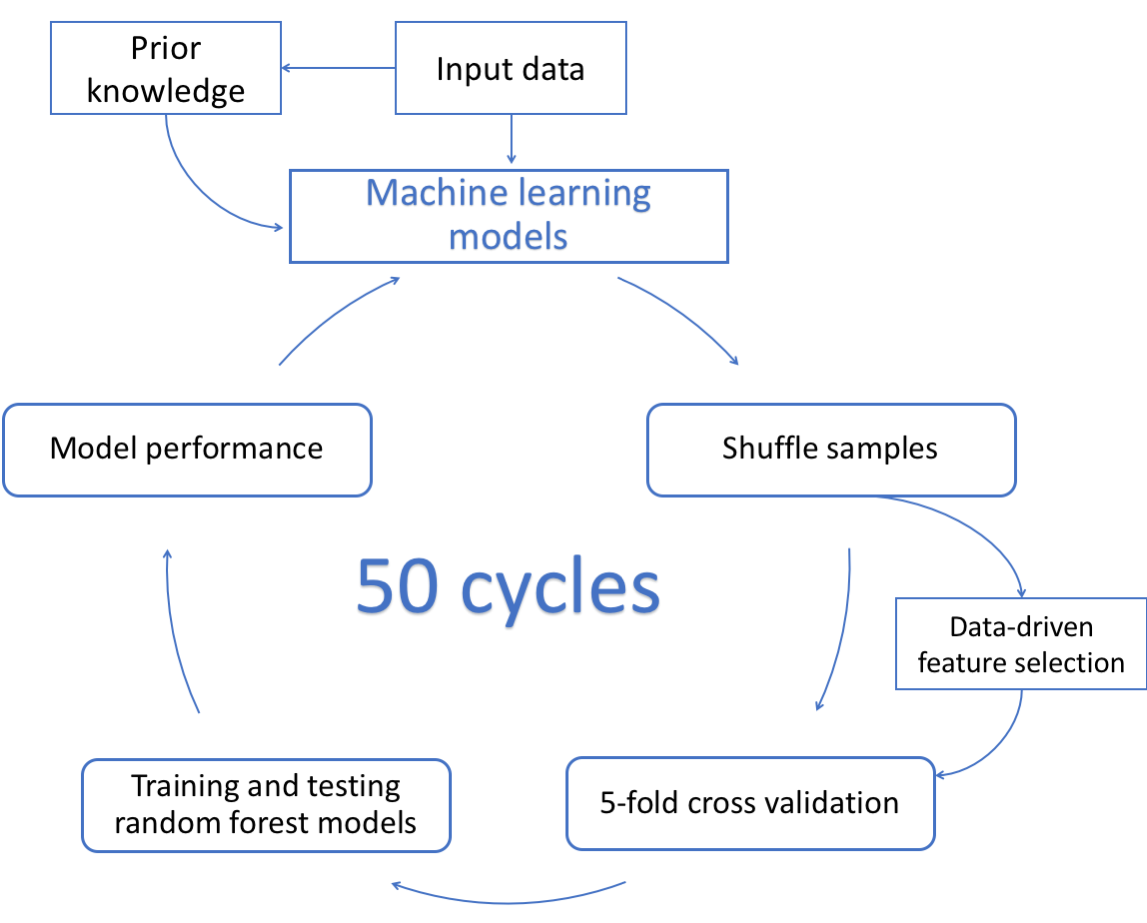 Prior
knowledge
Input data
Machine learning
models
Model performance
Shuffle samples
50 cycles
Data-driven
feature selection
Training and testing
random forest models
5-fold cross validation